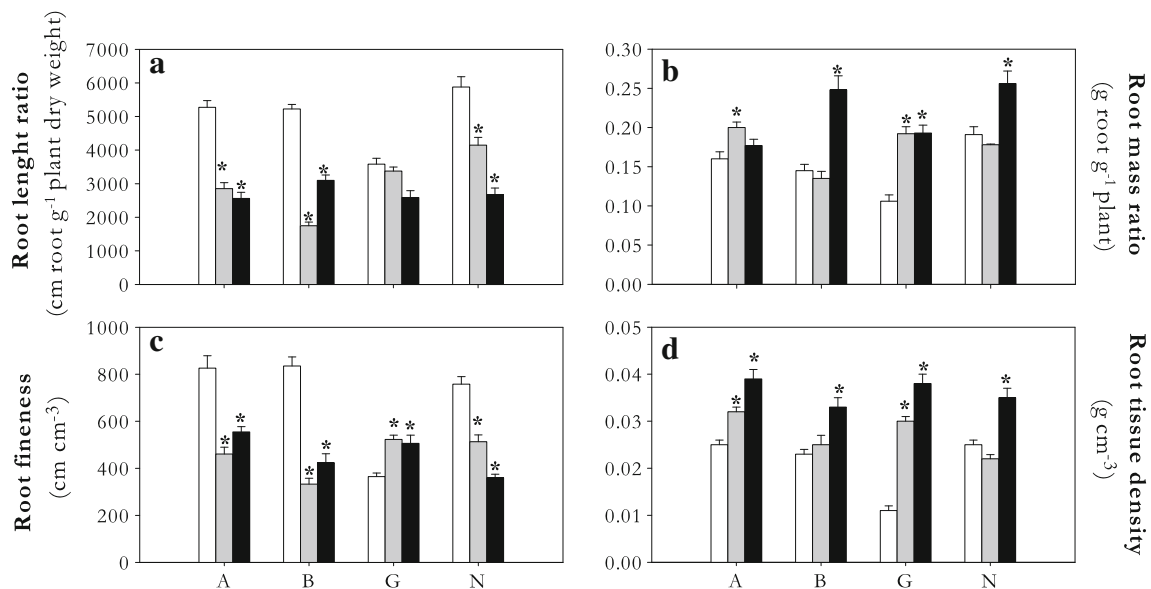 Root lenght ratio
(cm root g-1 plant dry weight)
7000
6000
5000
4000
3000
2000
1000
0
a
* * * * * *
0.30
0.25
0.20
0.15
0.10
0.05
0.00
b
* * * * *
Root mass ratio
(g root g-1 plant)
Root fineness
(cm cm-3)
1000
800
600
400
200
0
c
* * * * * * * *
A B G N
0.05
0.04
0.03
0.02
0.01
0.00
d
* * * * * *
A B G N
Root tissue density
(g cm-3)